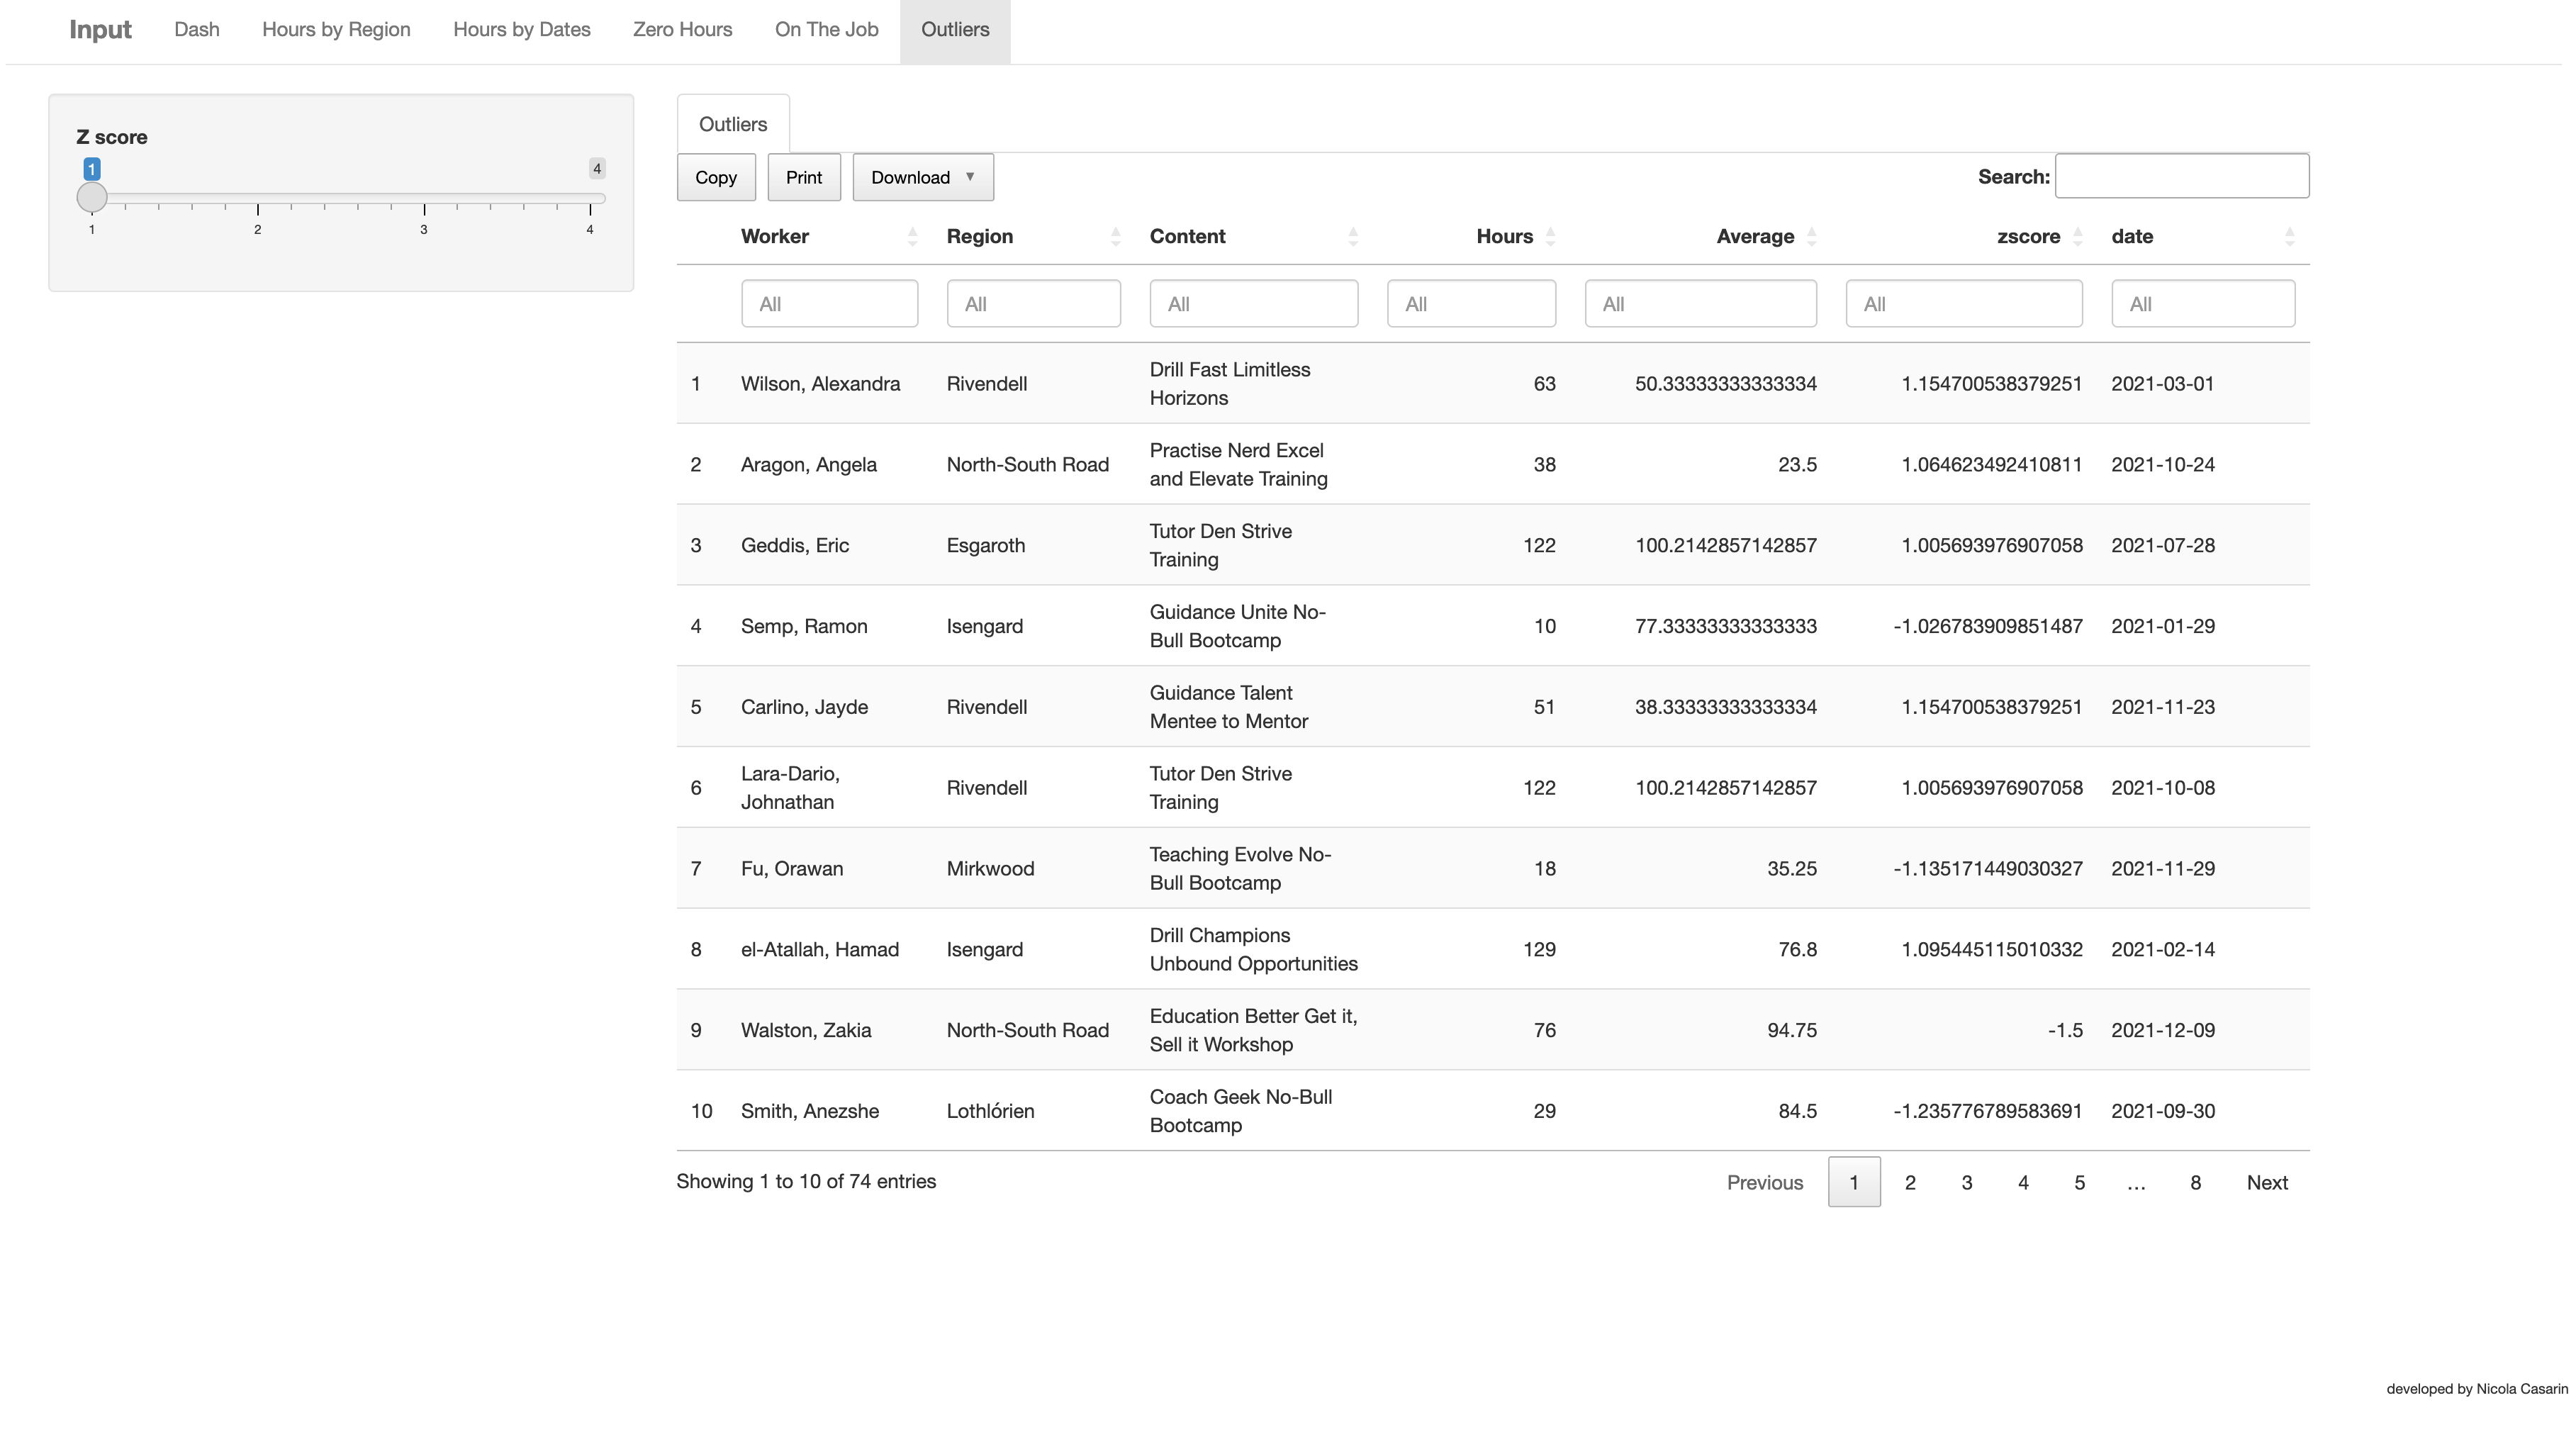 Input Dash Hours by Region Hours by Dates Zero Hours On The Job Outliers
Z score
1 4
1 2 3 4
Outliers
Copy Print Download ▼ Search:
Worker Region Content Hours Average zscore date
All All All All All All All
1 Wilson, Alexandra Rivendell Drill Fast Limitless Horizons 63 50.33333333333334 1.154700538379251 2021-03-01
2 Aragon, Angela North-South Road Practise Nerd Excel and Elevate Training 38 23.5 1.064623492410811 2021-10-24
3 Geddis, Eric Esgaroth Tutor Den Strive Training 122 100.2142857142857 1.005693976907058 2021-07-28
4 Semp, Ramon Isengard Guidance Unite No-Bull Bootcamp 10 77.33333333333333 -1.026783909851487 2021-01-29
5 Carlino, Jayde Rivendell Guidance Talent Mentee to Mentor 51 38.33333333333334 1.154700538379251 2021-11-23
6 Lara-Dario, Johnathan Rivendell Tutor Den Strive Training 122 100.2142857142857 1.005693976907058 2021-10-08
7 Fu, Orawan Mirkwood Teaching Evolve No-Bull Bootcamp 18 35.25 -1.135171449030327 2021-11-29
8 el-Atallah, Hamad Isengard Drill Champions Unbound Opportunities 129 76.8 1.095445115010332 2021-02-14
9 Walston, Zakia North-South Road Education Better Get it, Sell it Workshop 76 94.75 -1.5 2021-12-09
10 Smith, Anezshe Lothlórien Coach Geek No-Bull Bootcamp 29 84.5 -1.235776789583691 2021-09-30
Showing 1 to 10 of 74 entries Previous 1 2 3 4 5 … 8 Next
developed by Nicola Casarin